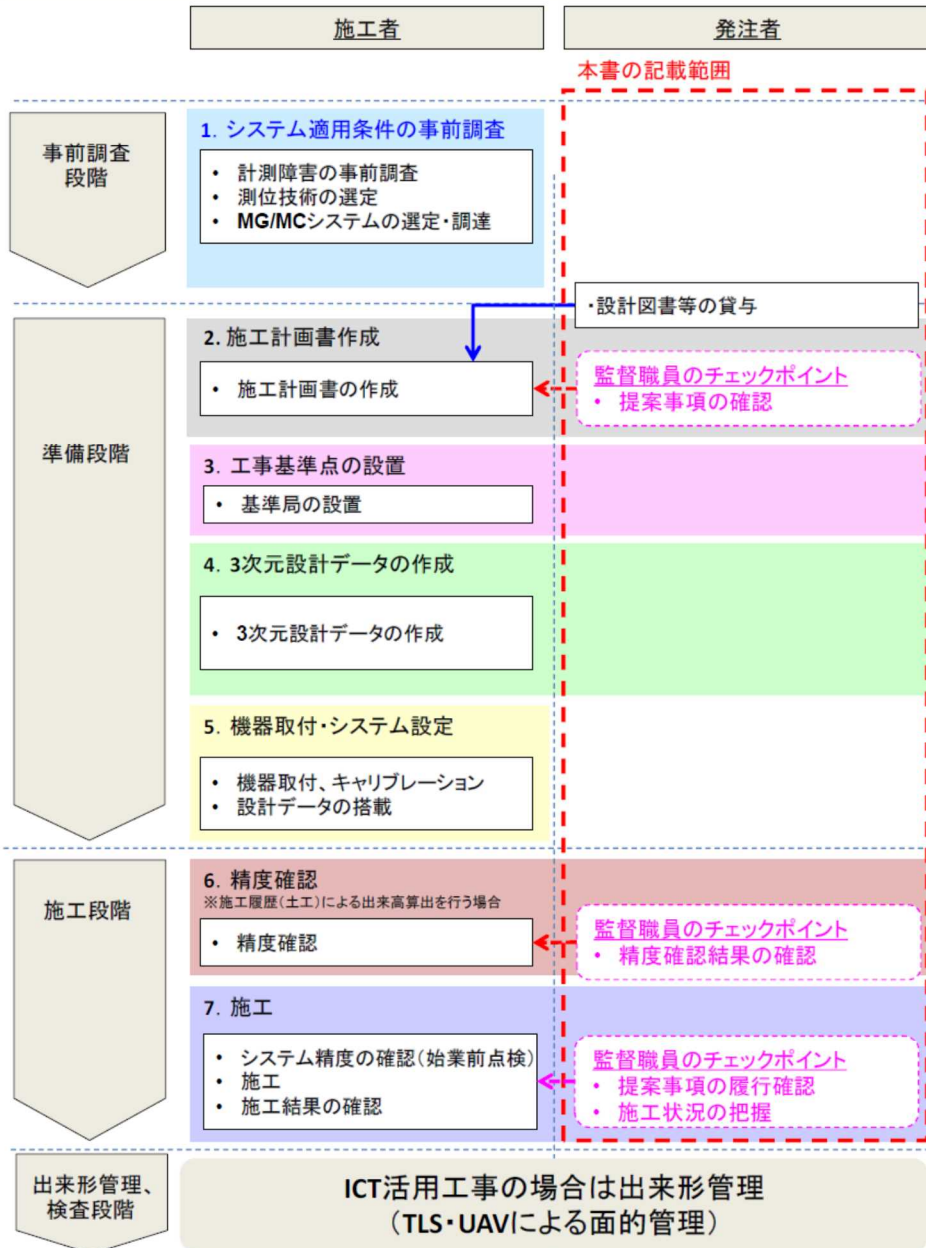 施工者
発注者
本書の記載範囲
事前調査
段階
1. システム適用条件の事前調査
• 計測障害の事前調査
• 測位技術の選定
• MG/MCシステムの選定・調達
・設計図書等の貸与
準備段階
2. 施工計画書作成
• 施工計画書の作成
監督職員のチェックポイント
• 提案事項の確認
3. 工事基準点の設置
• 基準局の設置
4. 3次元設計データの作成
• 3次元設計データの作成
5. 機器取付・システム設定
• 機器取付、キャリブレーション
• 設計データの搭載
施工段階
6. 精度確認
※施工履歴(土工)による出来高算出を行う場合
• 精度確認
監督職員のチェックポイント
• 精度確認結果の確認
7. 施工
• システム精度の確認(始業前点検)
• 施工
• 施工結果の確認
監督職員のチェックポイント
• 提案事項の履行確認
• 施工状況の把握
出来形管理、
検査段階
ICT活用工事の場合は出来形管理
(TLS・UAVによる面的管理)